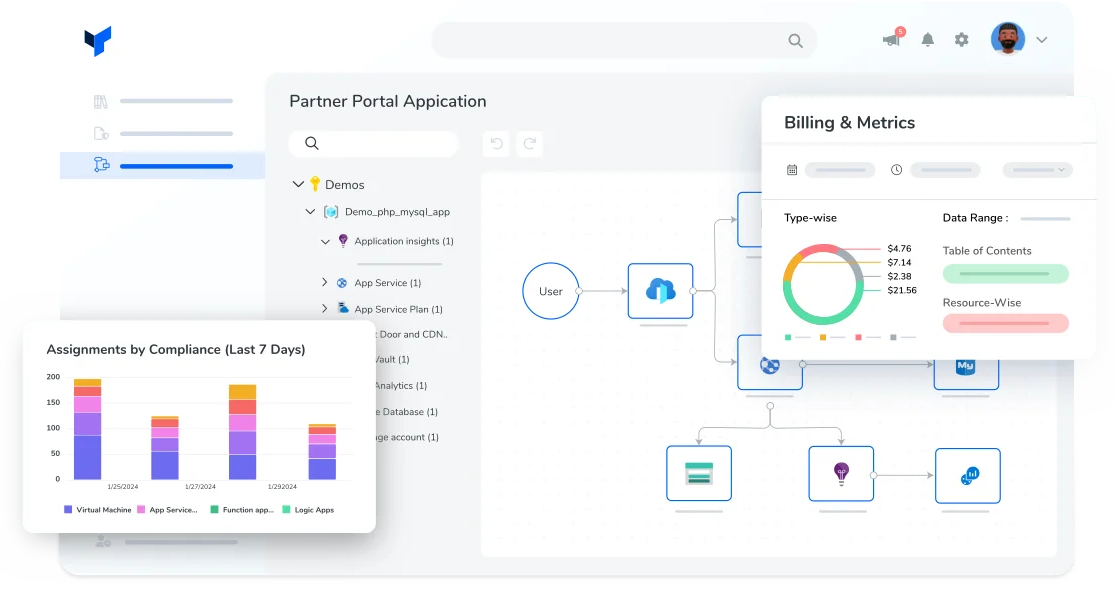 5
Partner Portal Appication
Demos
Demo_php_mysql_app
Application insights (1)
App Service (1)
App Service Plan (1)
Door and CDN..
(1)
Analytics (1)
Database (1)
account (1)
User
My
Billing & Metrics
Type-wise
$4.76
$7.14
$2.38
$21.56
Data Range :
Table of Contents
Resource-Wise
Assignments by Compliance (Last 7 Days)
200
150
100
50
0
1/25/2024
1/27/2024
1/292024
Virtual Machine
App Service...
Function app...
Logic Apps